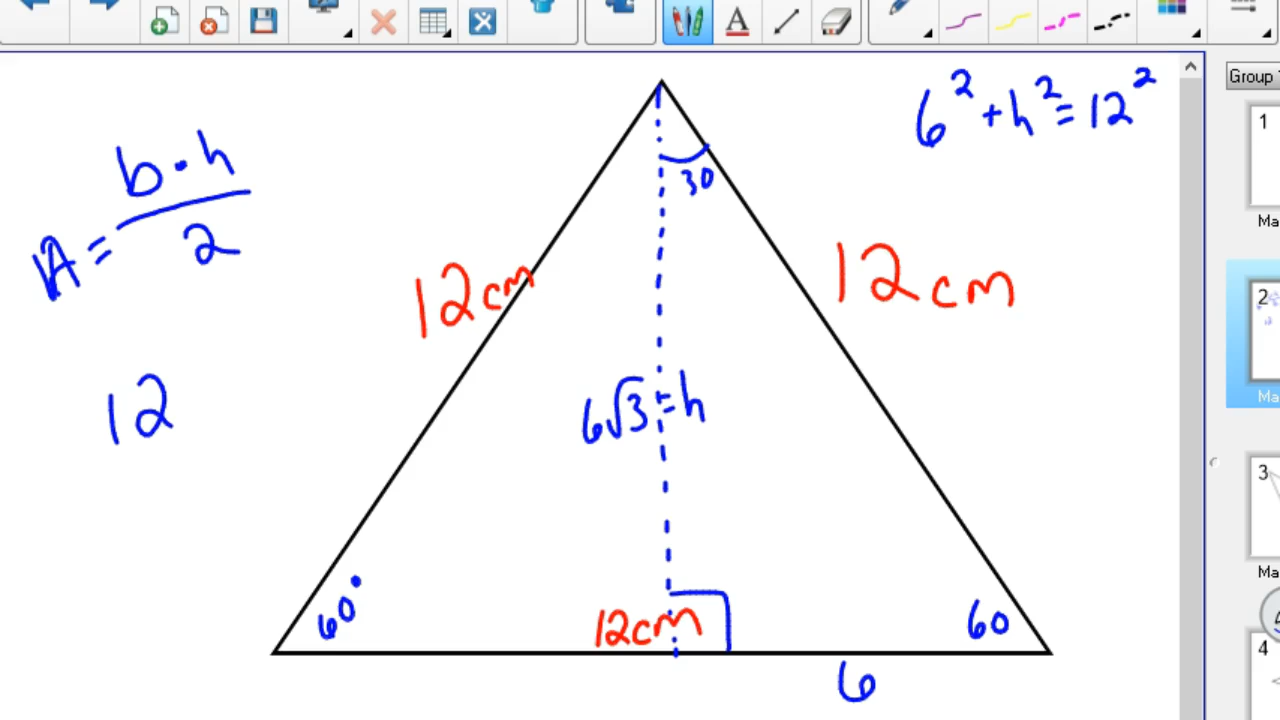 6² + h² = 12²
A = b · h / 2
30
12cm
12cm
6√3 = h
12
60°
12cm
60
6
Group
1
Ma
2
Ma
3
Ma
4
A